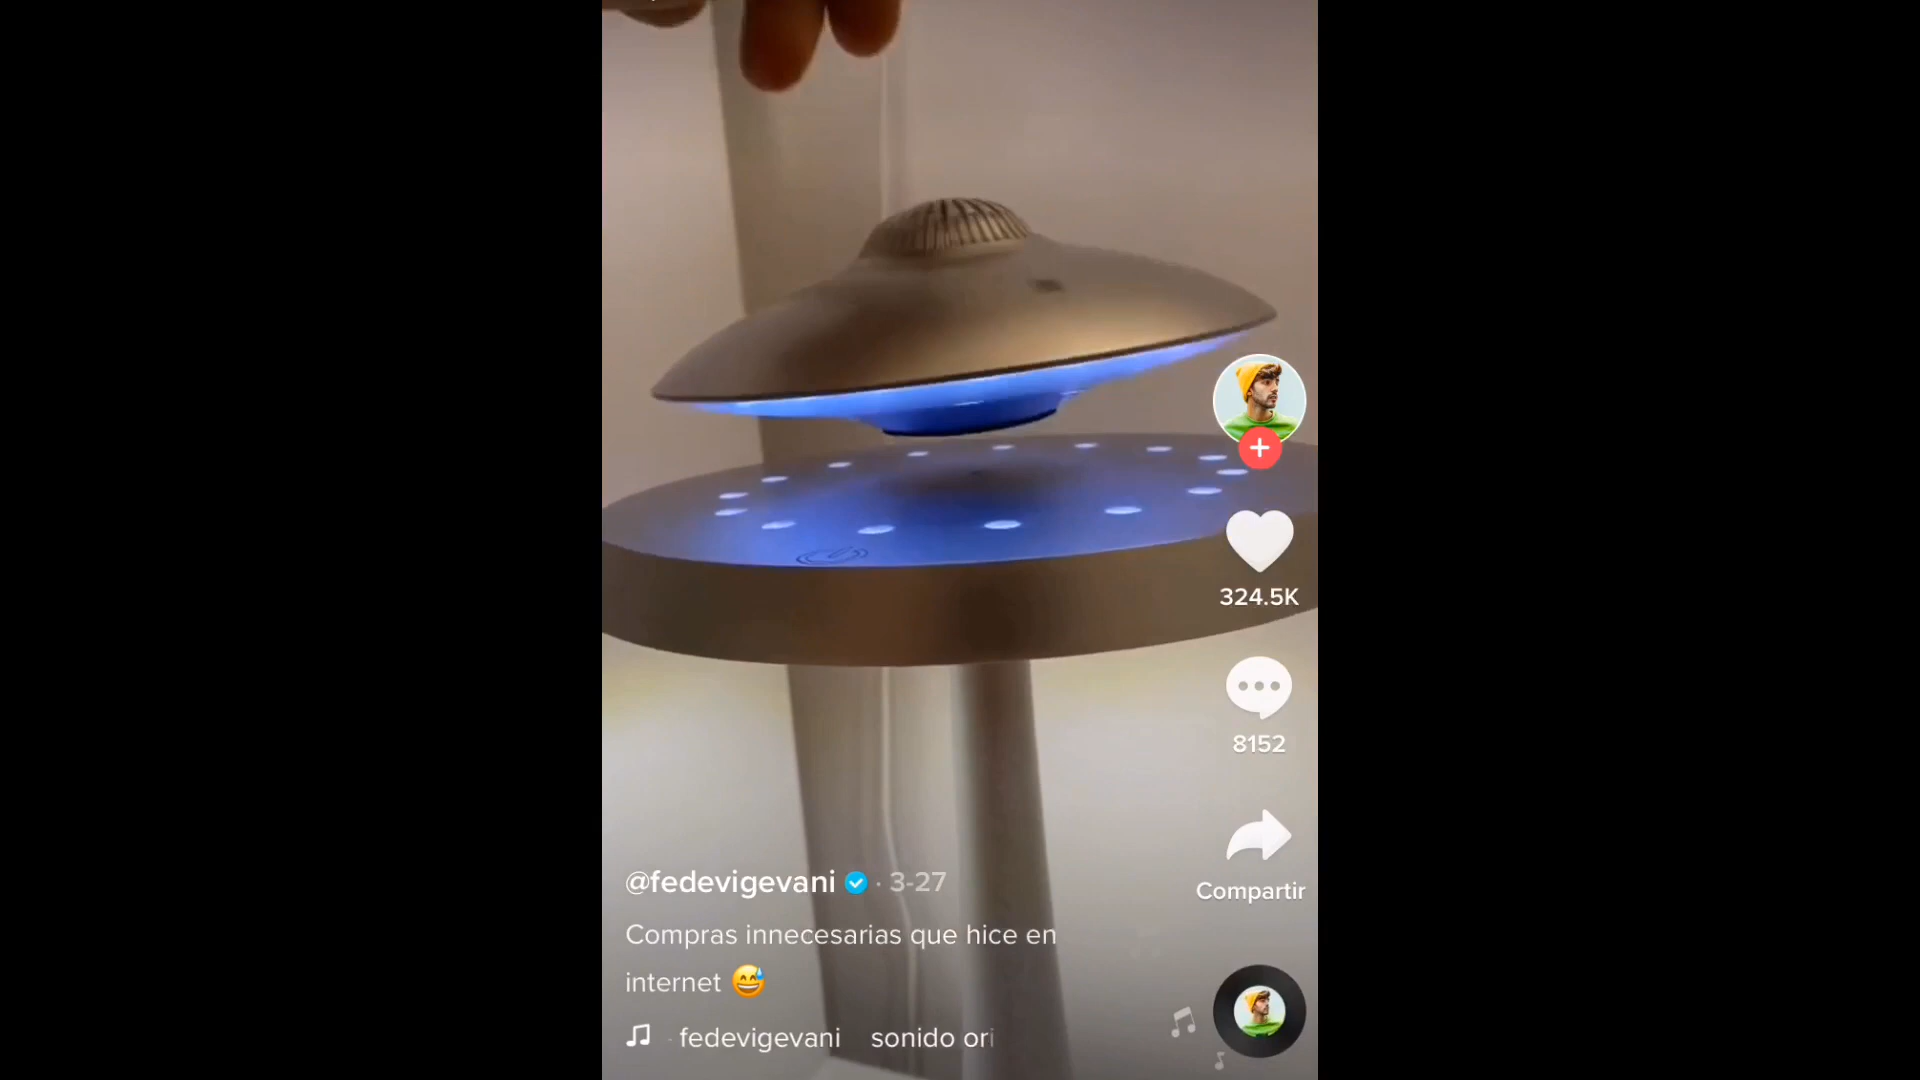 324.5K
8152
Compartir
@fedevigevani · 3-27
Compras innecesarias que hice en
internet 😅
fedevigevani sonido ori